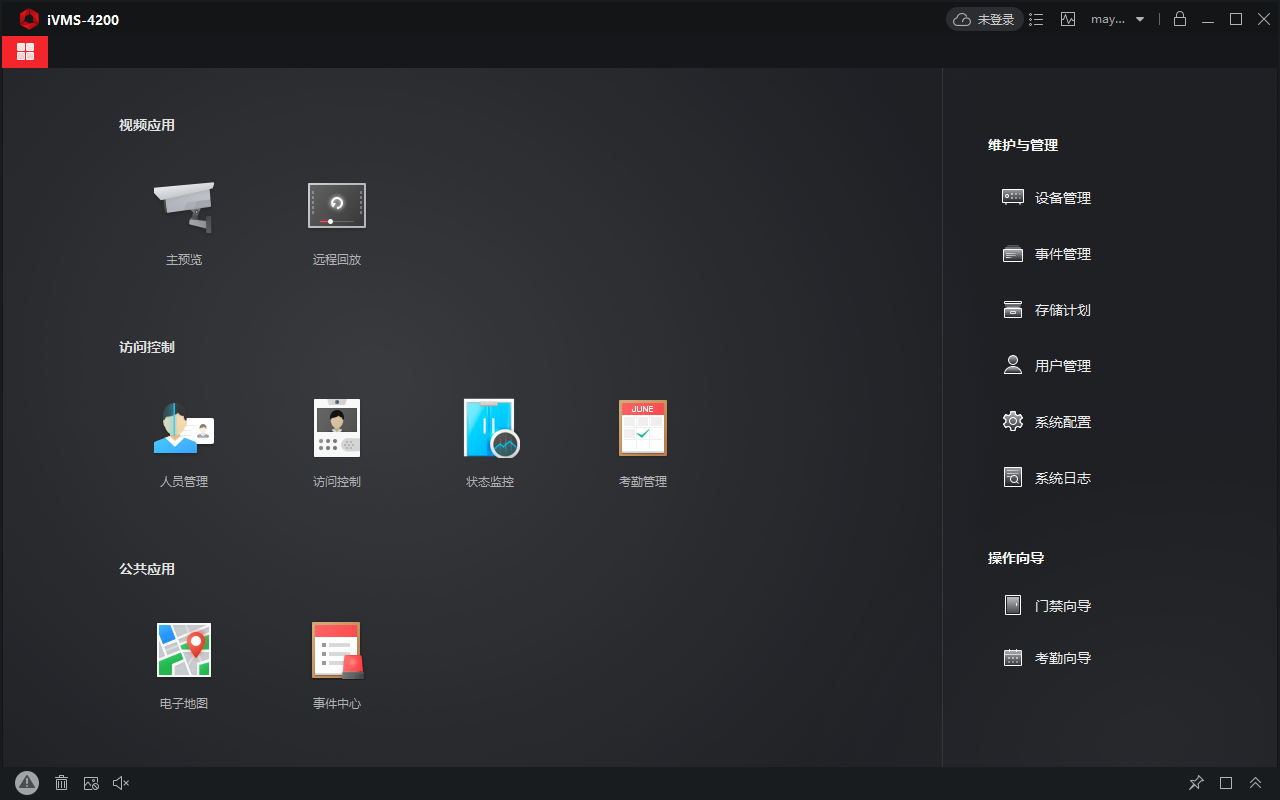 iVMS-4200
未登录
may...
视频应用
主预览
远程回放
访问控制
人员管理
访问控制
状态监控
JUNE
考勤管理
公共应用
电子地图
事件中心
维护与管理
设备管理
事件管理
存储计划
用户管理
系统配置
系统日志
操作向导
门禁向导
考勤向导